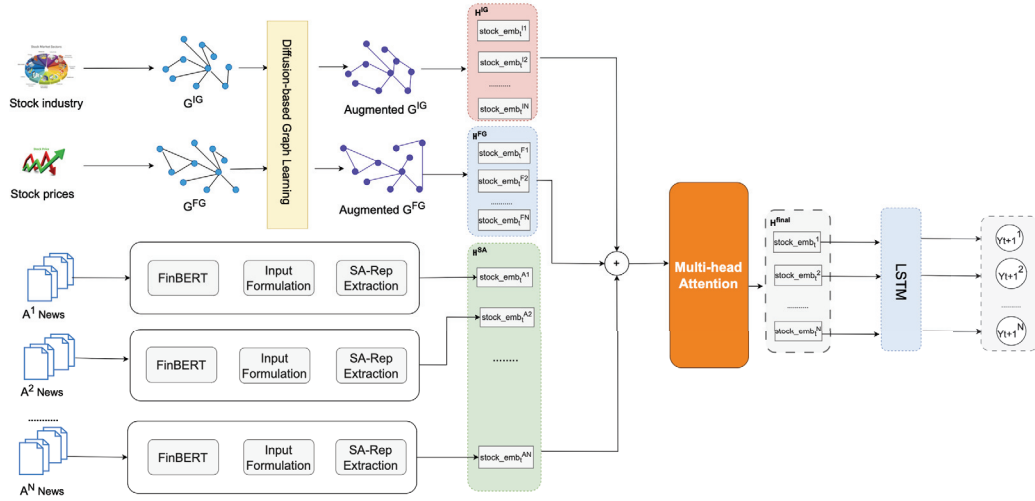 Stock industry
G^IG
Diffusion-based Graph Learning
Augmented G^IG
H^IG
stock_emb_t^I1
stock_emb_t^I2
..........
stock_emb_t^IN
Stock prices
G^FG
Augmented G^FG
H^FG
stock_emb_t^F1
stock_emb_t^F2
..........
stock_emb_t^FN
A^1 News
FinBERT
Input
Formulation
SA-Rep
Extraction
H^SA
stock_emb_t^A1
A^2 News
FinBERT
Input
Formulation
SA-Rep
Extraction
stock_emb_t^A2
........
..........
A^N News
FinBERT
Input
Formulation
SA-Rep
Extraction
stock_emb_t^AN
+
Multi-head
Attention
H^final
stock_emb_t^1
stock_emb_t^2
..........
stock_emb_t^N
LSTM
Yt+1^1
Yt+1^2
..........
Yt+1^N